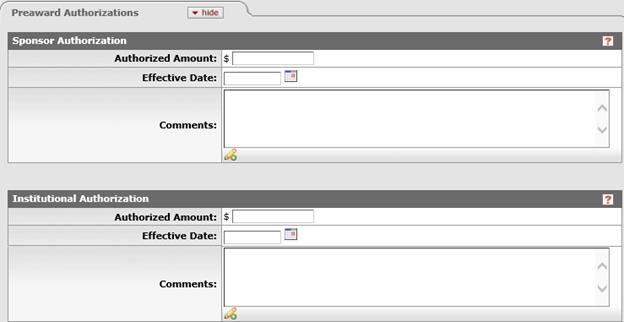 Preaward Authorizations hide
Sponsor Authorization ?
Authorized Amount: $
Effective Date:
Comments:
Institutional Authorization ?
Authorized Amount: $
Effective Date:
Comments: